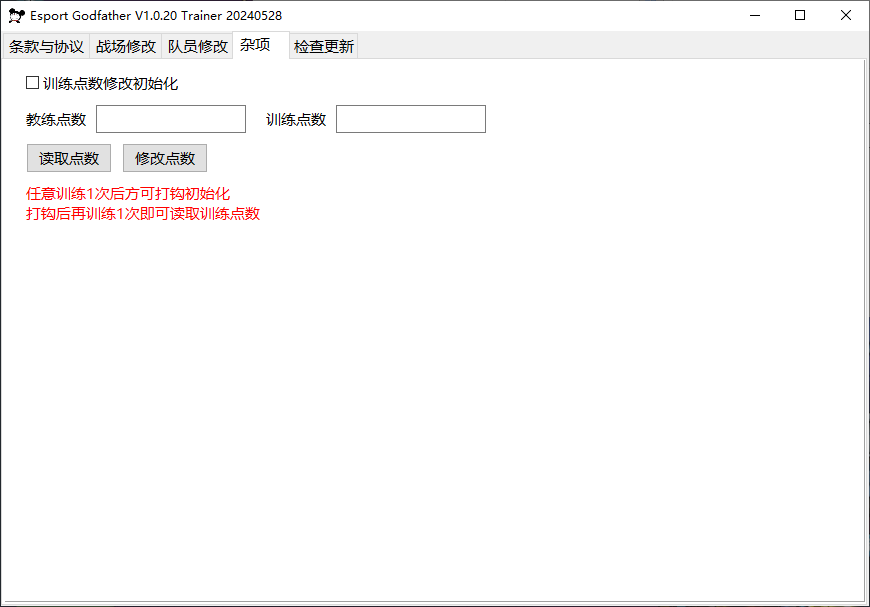 Esport Godfather V1.0.20 Trainer 20240528
条款与协议 战场修改 队员修改 杂项 检查更新
训练点数修改初始化
教练点数 训练点数
读取点数 修改点数
任意训练1次后方可打钩初始化
打钩后再训练1次即可读取训练点数